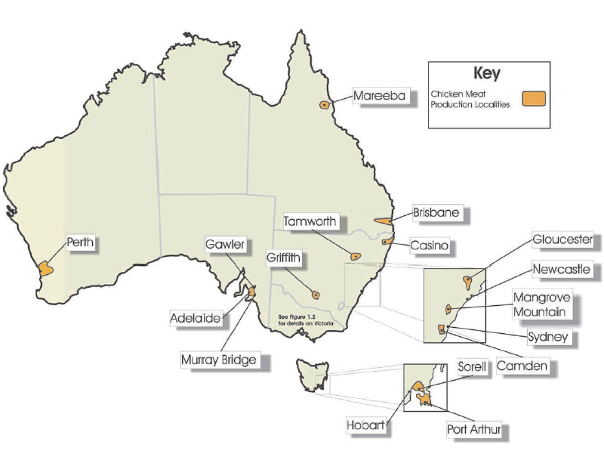 Key
Chicken Meat
Production Localities
Mareeba
Brisbane
Tamworth
Casino
Gloucester
Perth
Gawler
Griffith
Newcastle
Mangrove
Mountain
Adelaide
See Figure 1.2
for details on Victoria
Sydney
Murray Bridge
Sorell
Camden
Hobart
Port Arthur